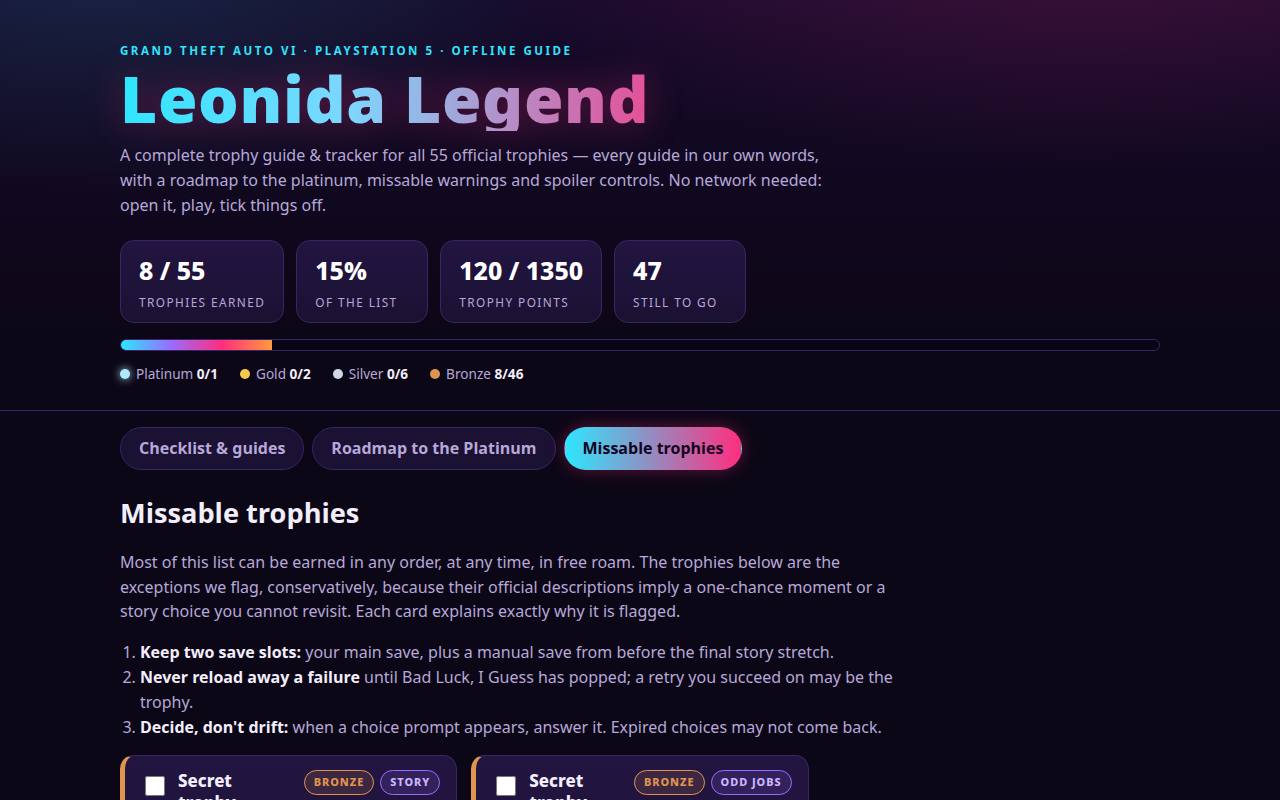 GRAND THEFT AUTO VI · PLAYSTATION 5 · OFFLINE GUIDE
Leonida Legend
A complete trophy guide & tracker for all 55 official trophies — every guide in our own words,
with a roadmap to the platinum, missable warnings and spoiler controls. No network needed:
open it, play, tick things off.
8 / 55
TROPHIES EARNED
15%
OF THE LIST
120 / 1350
TROPHY POINTS
47
STILL TO GO
Platinum 0/1
Gold 0/2
Silver 0/6
Bronze 8/46
Checklist & guides
Roadmap to the Platinum
Missable trophies
Missable trophies
Most of this list can be earned in any order, at any time, in free roam. The trophies below are the
exceptions we flag, conservatively, because their official descriptions imply a one-chance moment or a
story choice you cannot revisit. Each card explains exactly why it is flagged.
1. Keep two save slots: your main save, plus a manual save from before the final story stretch.
2. Never reload away a failure until Bad Luck, I Guess has popped; a retry you succeed on may be the
trophy.
3. Decide, don't drift: when a choice prompt appears, answer it. Expired choices may not come back.
Secret
trophy
BRONZE
STORY
Secret
trophy
BRONZE
ODD JOBS